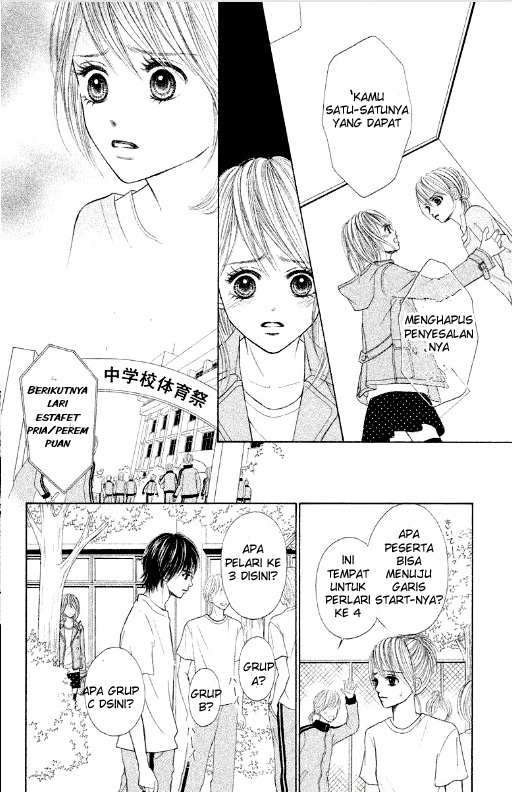 'KAMU
SATU-SATUNYA
YANG DAPAT
MENGHAPUS
PENYESALAN
.NYA
中学校体育祭
BERIKUTNYA
LARI
ESTAFET
PRIA/PEREM
PUAN
APA
PESERTA
BISA
MENUJU
GARIS
START-NYA?
INI
TEMPAT
UNTUK
PERLARI
KE 4
APA
PELARI KE
3 DISINI?
GRUP
A?
GRUP
B?
APA GRUP
C DSINI?